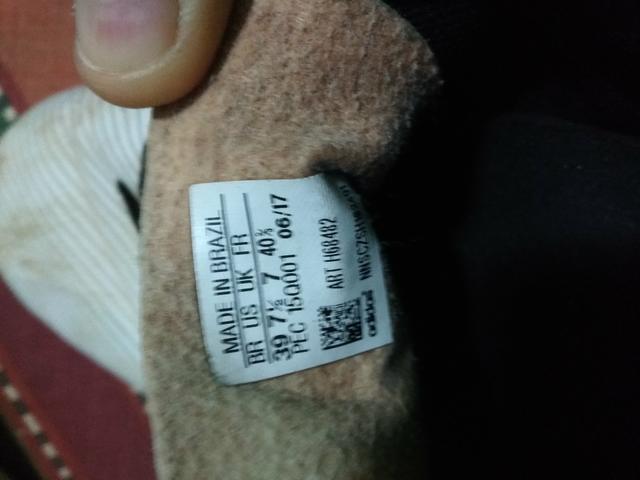 MADE IN BRAZIL
BR US UK FR
39 7½ 7 40⅔
PEC 15Q001 06/17
ART H68482
adidas